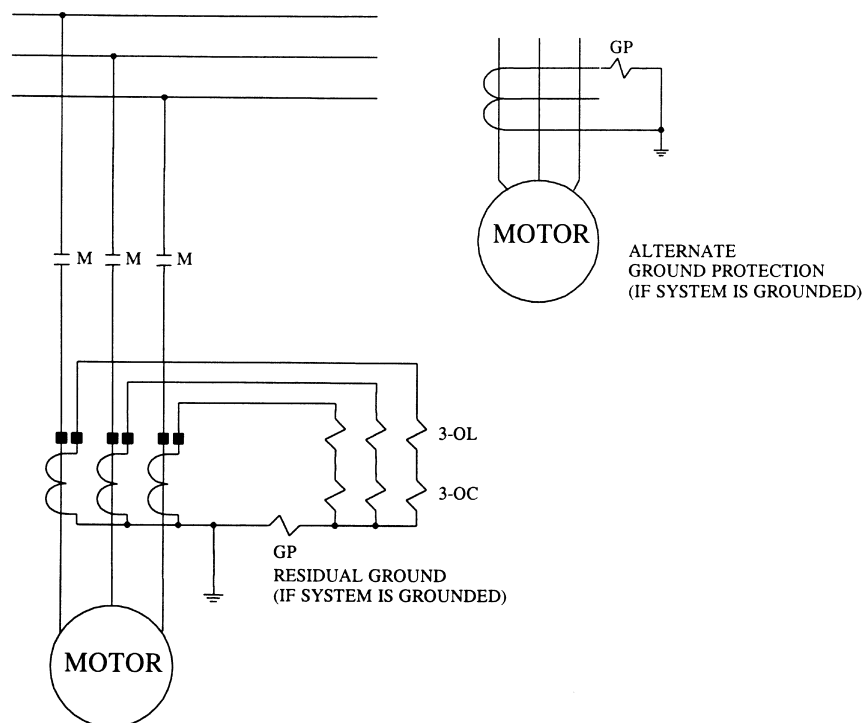 GP
MOTOR
ALTERNATE
GROUND PROTECTION
(IF SYSTEM IS GROUNDED)
M M M
3-OL
3-OC
GP
RESIDUAL GROUND
(IF SYSTEM IS GROUNDED)
MOTOR